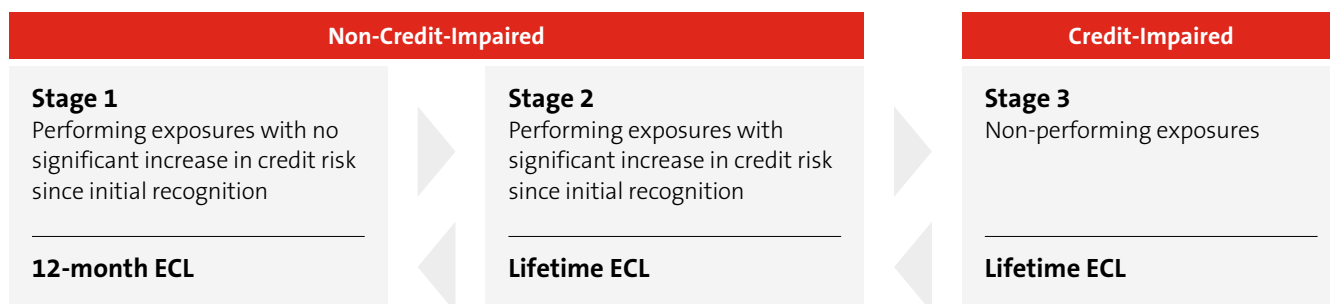 Non-Credit-Impaired
Credit-Impaired
Stage 1
Performing exposures with no
significant increase in credit risk
since initial recognition
12-month ECL
Stage 2
Performing exposures with
significant increase in credit risk
since initial recognition
Lifetime ECL
Stage 3
Non-performing exposures
Lifetime ECL